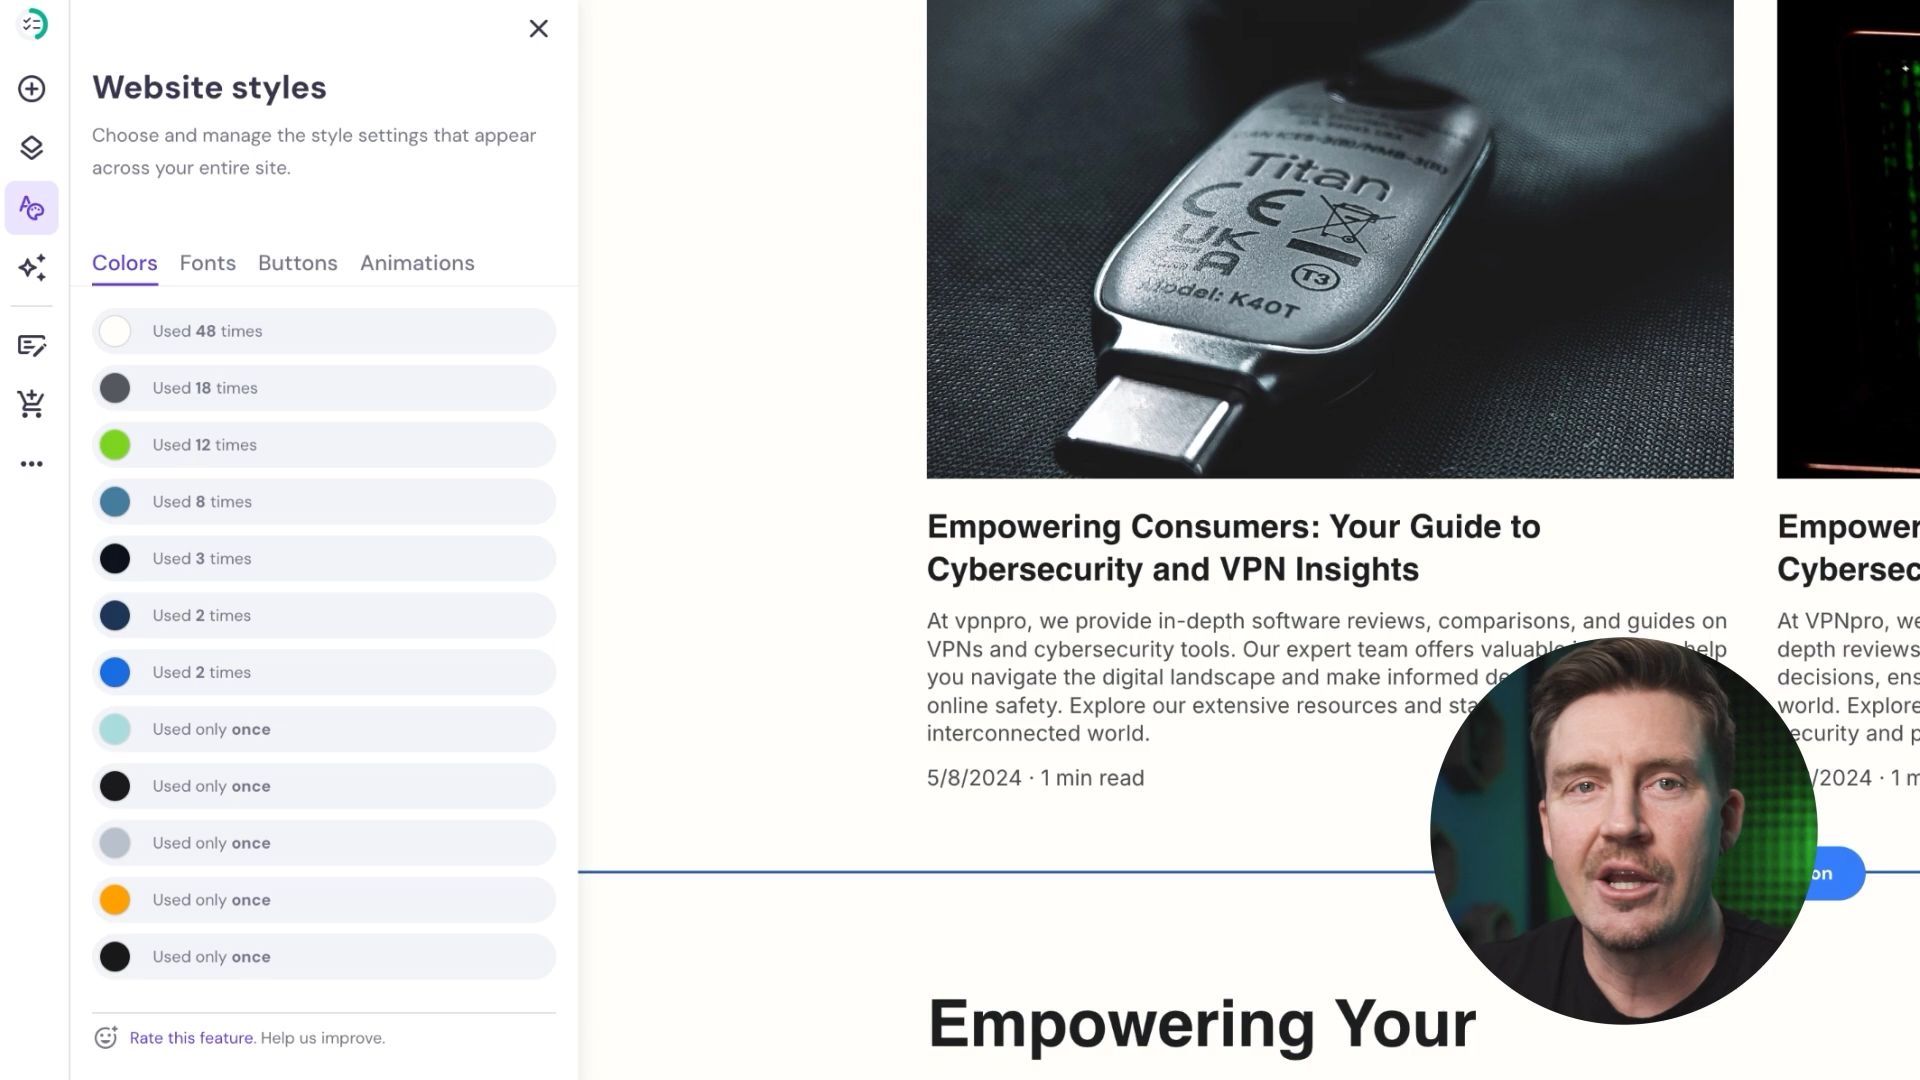 Website styles
Choose and manage the style settings that appear
across your entire site.
Colors Fonts Buttons Animations
Used 48 times
Used 18 times
Used 12 times
Used 8 times
Used 3 times
Used 2 times
Used 2 times
Used only once
Used only once
Used only once
Used only once
Used only once
Rate this feature. Help us improve.
Titan
CE
UK
CA
T3
Model: K40T
Empowering Consumers: Your Guide to
Cybersecurity and VPN Insights
At vpnpro, we provide in-depth software reviews, comparisons, and guides on
VPNs and cybersecurity tools. Our expert team offers valuable help
you navigate the digital landscape and make informed
online safety. Explore our extensive resources and
interconnected world.
5/8/2024 · 1 min read
At VPNpro, we
depth reviews
decisions,
world. Explore
/2024 · 1
on
Empowering Your